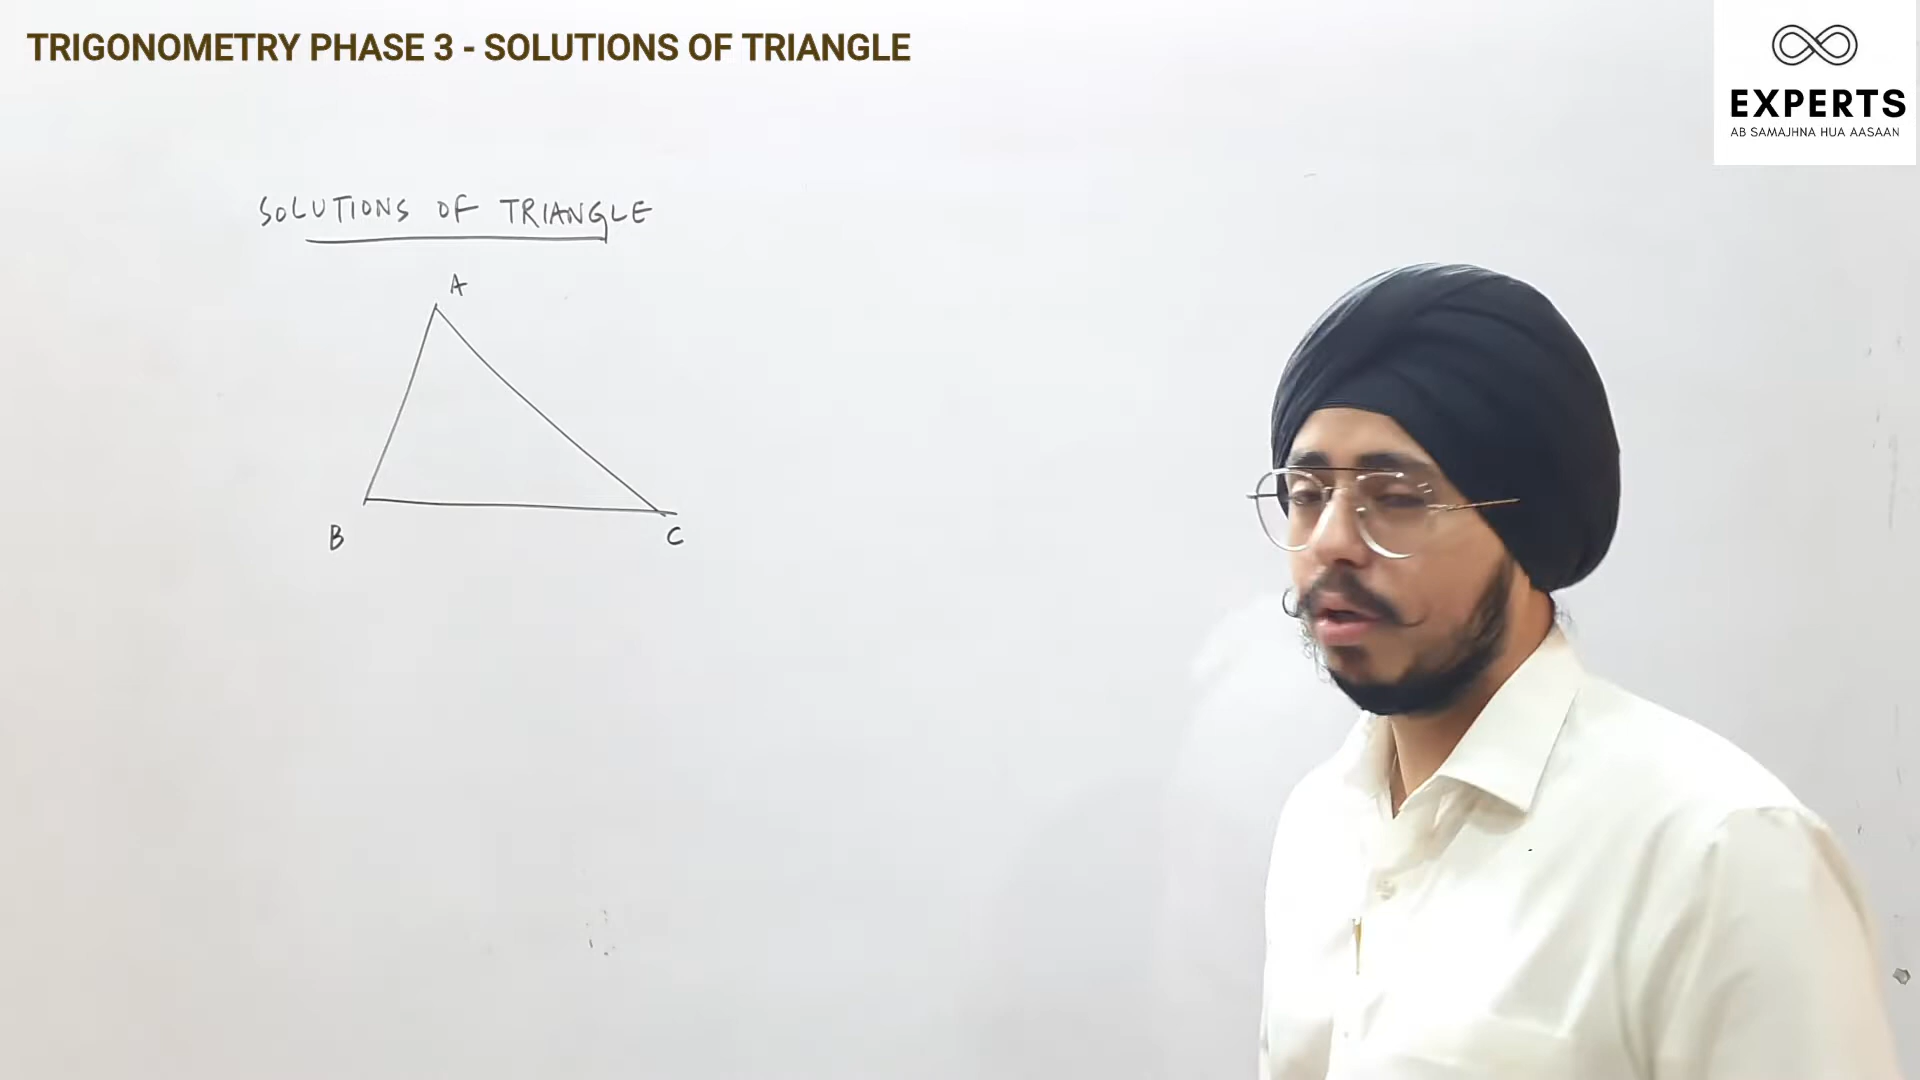 TRIGONOMETRY PHASE 3 - SOLUTIONS OF TRIANGLE
EXPERTS
AB SAMAJHNA HUA AASAAN
SOLUTIONS OF TRIANGLE
A
B
C